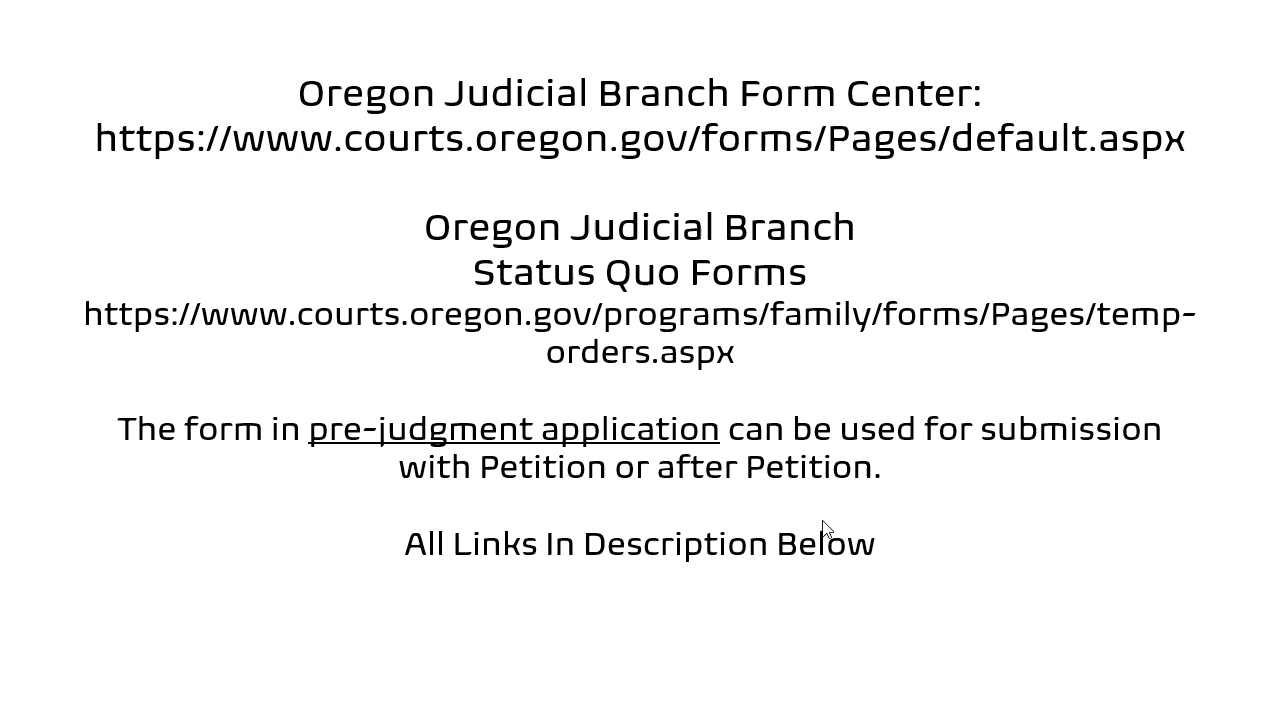 Oregon Judicial Branch Form Center:
https://www.courts.oregon.gov/forms/Pages/default.aspx
Oregon Judicial Branch
Status Quo Forms
https://www.courts.oregon.gov/programs/family/forms/Pages/temp-
orders.aspx
The form in pre-judgment application can be used for submission
with Petition or after Petition.
All Links In Description Below